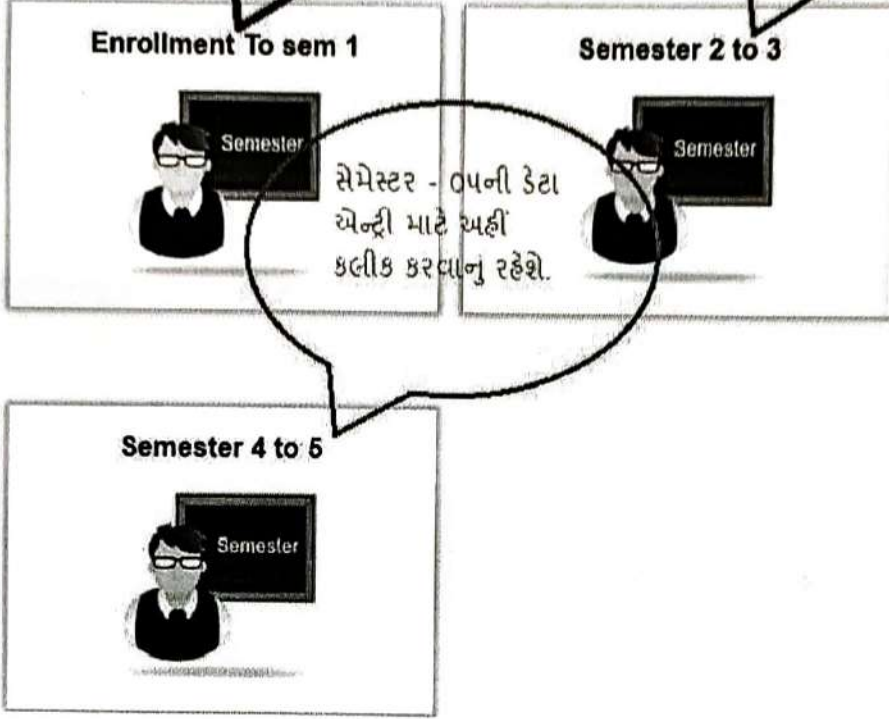 Enrollment To sem 1
Semester
Semester 2 to 3
Semester
સેમેસ્ટર - ૦૫ની ડેટા
એન્ટ્રી માટે અહીં
કલીક કરવાનું રહેશે.
Semester 4 to 5
Semester